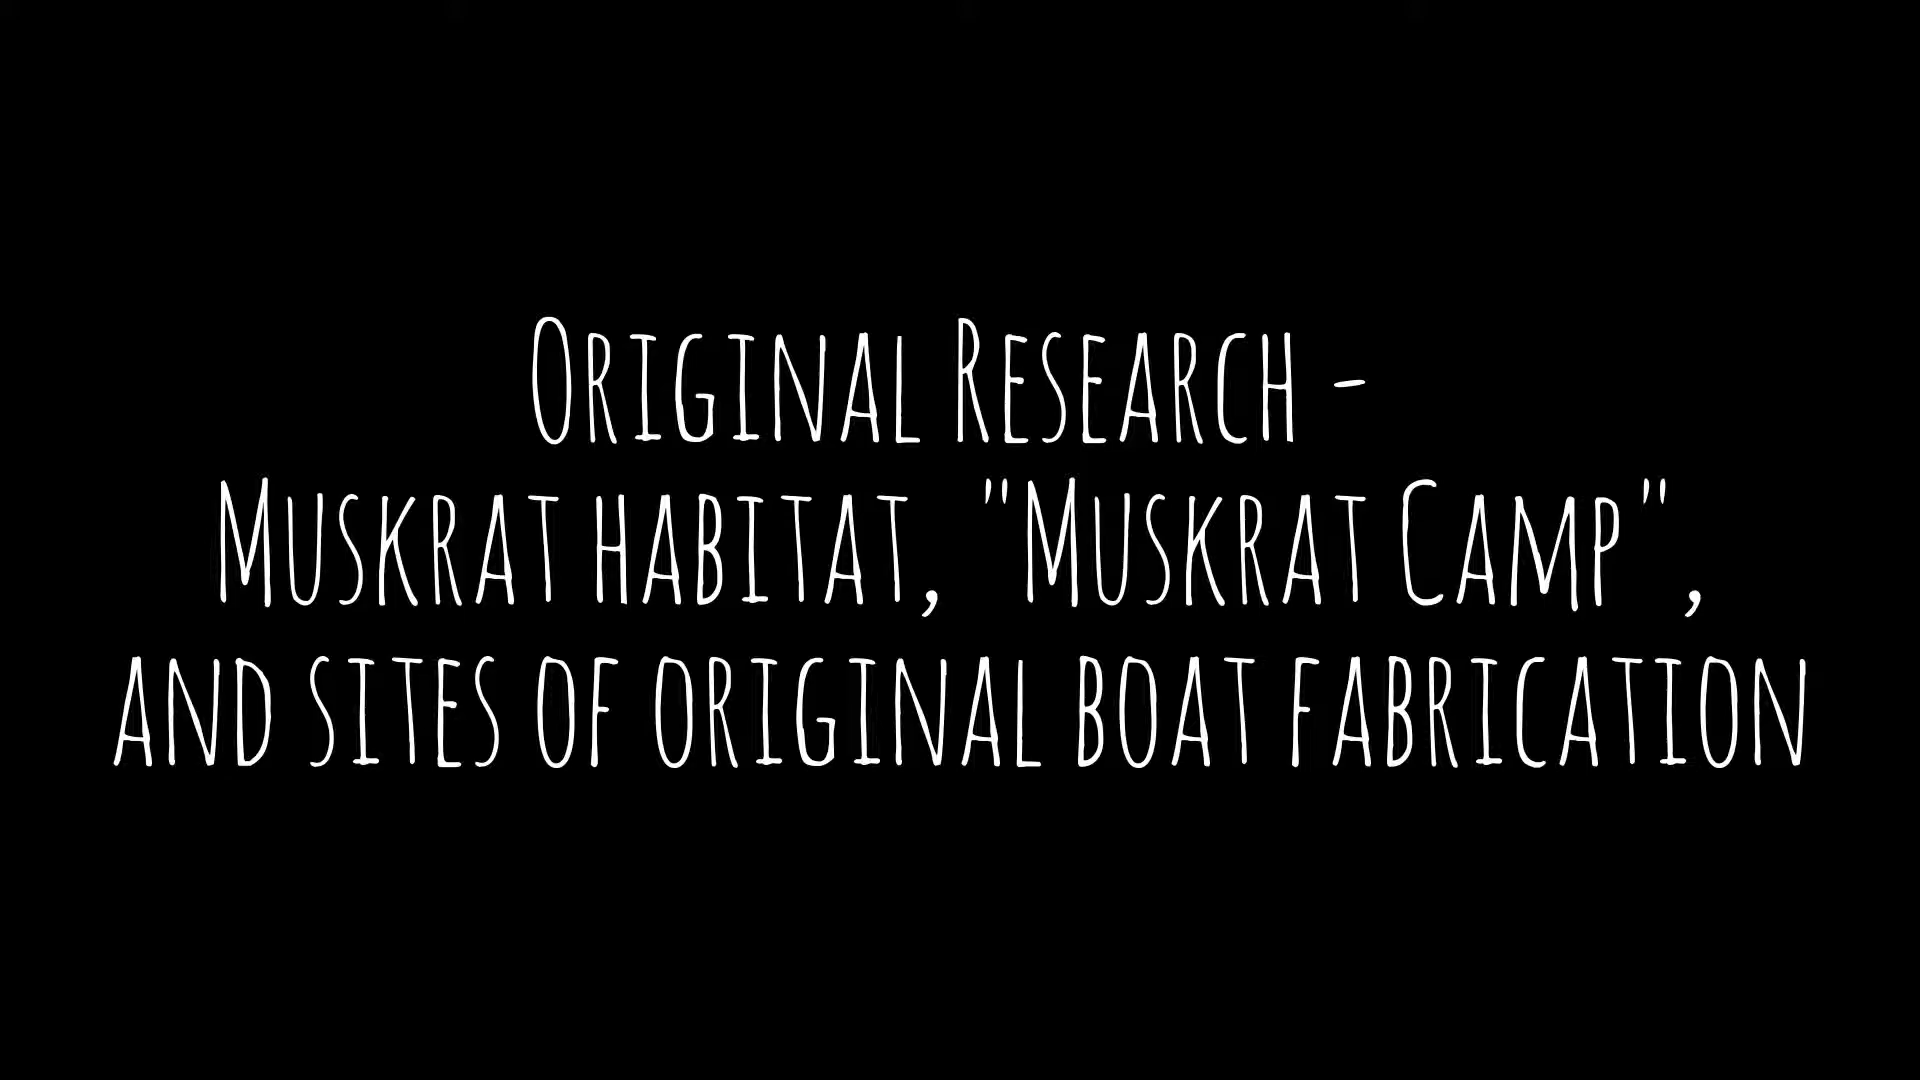 Original Research -
Muskrat habitat, "Muskrat Camp" ,
and sites of original boat fabrication